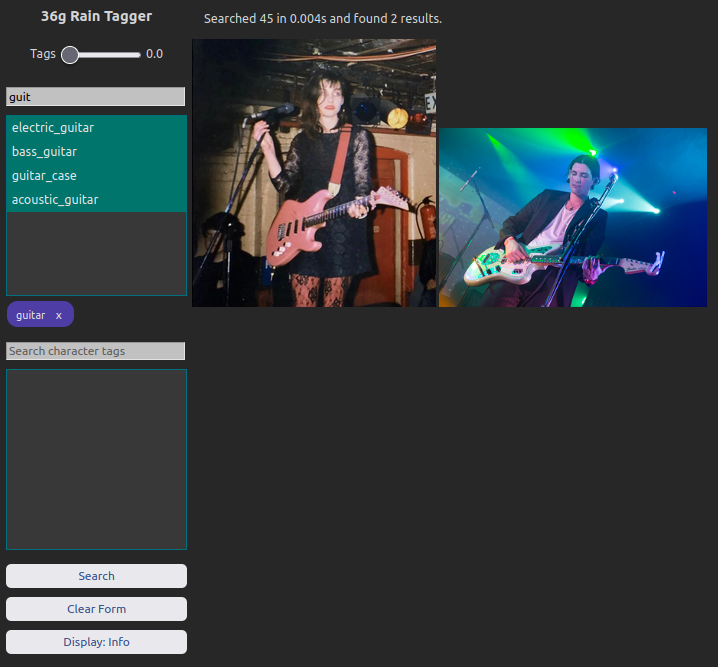 36g Rain Tagger
Tags 0.0
guit
electric_guitar
bass_guitar
guitar_case
acoustic_guitar
guitar x
Search character tags
Search
Clear Form
Display: Info
Searched 45 in 0.004s and found 2 results.
EX